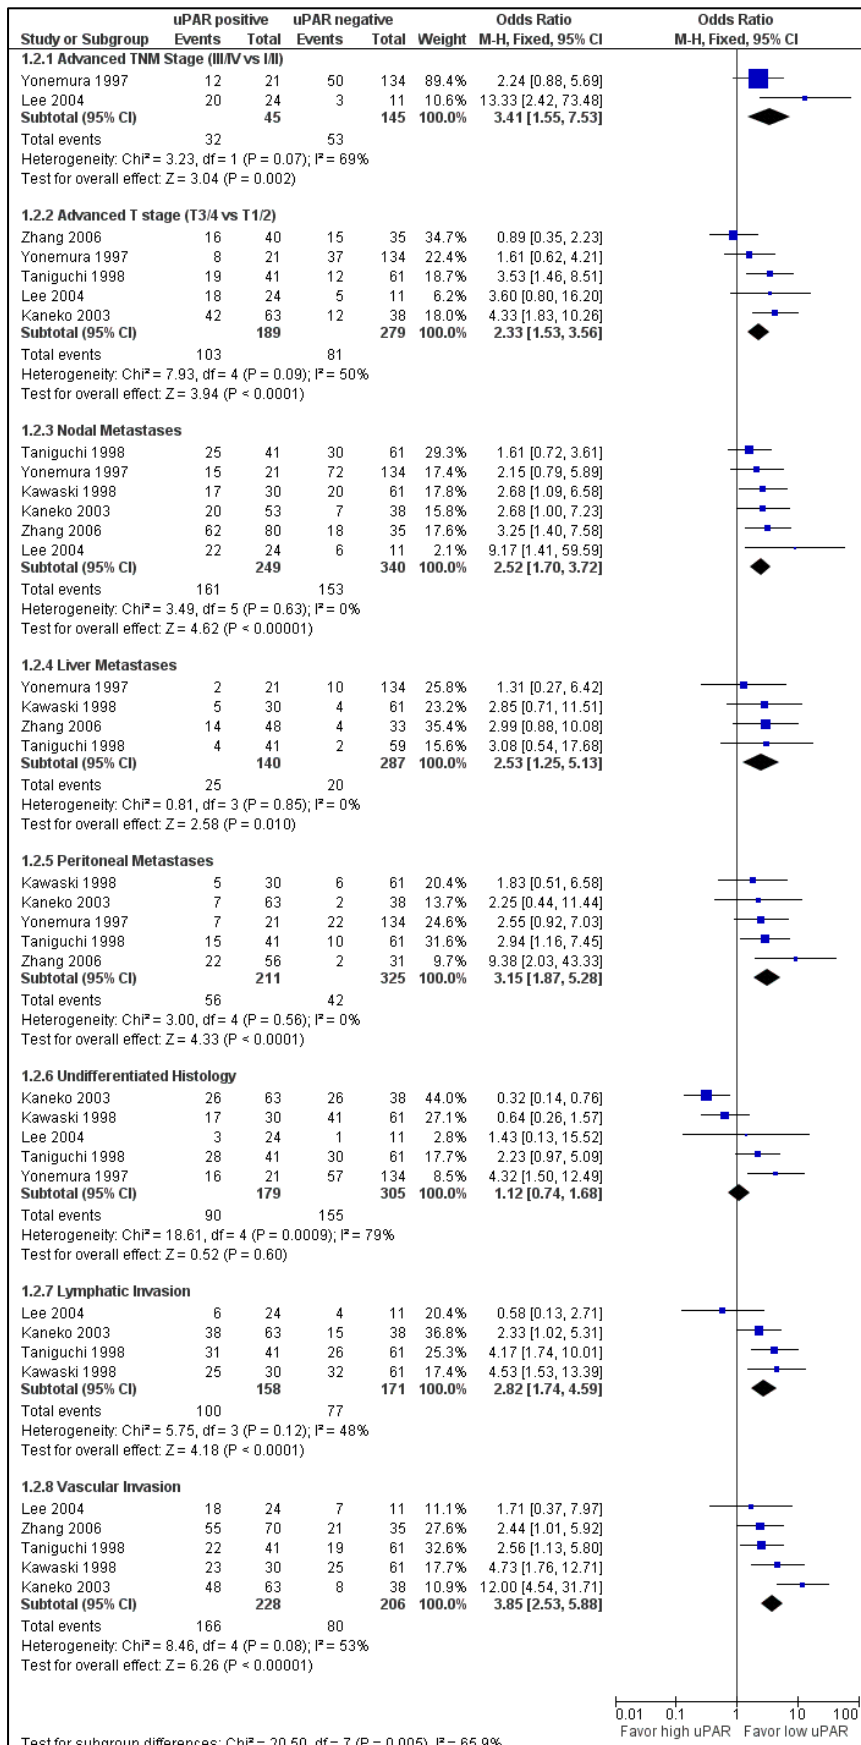 uPAR positive uPAR negative Odds Ratio Odds Ratio
Study or Subgroup Events Total Events Total Weight M-H, Fixed, 95% CI M-H, Fixed, 95% CI
1.2.1 Advanced TNM Stage (III/IV vs I/II)
Yonemura 1997 12 21 50 134 89.4% 2.24 [0.88, 5.69]
Lee 2004 20 24 3 11 10.6% 13.33 [2.42, 73.48]
Subtotal (95% CI) 45 145 100.0% 3.41 [1.55, 7.53]
Total events 32 53
Heterogeneity: Chi² = 3.23, df = 1 (P = 0.07); I² = 69%
Test for overall effect: Z = 3.04 (P = 0.002)
1.2.2 Advanced T stage (T3/4 vs T1/2)
Zhang 2006 16 40 15 35 34.7% 0.89 [0.35, 2.23]
Yonemura 1997 8 21 37 134 22.4% 1.61 [0.62, 4.21]
Taniguchi 1998 19 41 12 61 18.7% 3.53 [1.46, 8.51]
Lee 2004 18 24 5 11 6.2% 3.60 [0.80, 16.20]
Kaneko 2003 42 63 12 38 18.0% 4.33 [1.83, 10.26]
Subtotal (95% CI) 189 279 100.0% 2.33 [1.53, 3.56]
Total events 103 81
Heterogeneity: Chi² = 7.93, df = 4 (P = 0.09); I² = 50%
Test for overall effect: Z = 3.94 (P < 0.0001)
1.2.3 Nodal Metastases
Taniguchi 1998 25 41 30 61 29.3% 1.61 [0.72, 3.61]
Yonemura 1997 15 21 72 134 17.4% 2.15 [0.79, 5.89]
Kawaski 1998 17 30 20 61 17.8% 2.68 [1.09, 6.58]
Kaneko 2003 20 53 7 38 15.8% 2.68 [1.00, 7.23]
Zhang 2006 62 80 18 35 17.6% 3.25 [1.40, 7.58]
Lee 2004 22 24 6 11 2.1% 9.17 [1.41, 59.59]
Subtotal (95% CI) 249 340 100.0% 2.52 [1.70, 3.72]
Total events 161 153
Heterogeneity: Chi² = 3.49, df = 5 (P = 0.63); I² = 0%
Test for overall effect: Z = 4.62 (P < 0.00001)
1.2.4 Liver Metastases
Yonemura 1997 2 21 10 134 25.8% 1.31 [0.27, 6.42]
Kawaski 1998 5 30 4 61 23.2% 2.85 [0.71, 11.51]
Zhang 2006 14 48 4 33 35.4% 2.99 [0.88, 10.08]
Taniguchi 1998 4 41 2 59 15.6% 3.08 [0.54, 17.68]
Subtotal (95% CI) 140 287 100.0% 2.53 [1.25, 5.13]
Total events 25 20
Heterogeneity: Chi² = 0.81, df = 3 (P = 0.85); I² = 0%
Test for overall effect: Z = 2.58 (P = 0.010)
1.2.5 Peritoneal Metastases
Kawaski 1998 5 30 6 61 20.4% 1.83 [0.51, 6.58]
Kaneko 2003 7 63 2 38 13.7% 2.25 [0.44, 11.44]
Yonemura 1997 7 21 22 134 24.6% 2.55 [0.92, 7.03]
Taniguchi 1998 15 41 10 61 31.6% 2.94 [1.16, 7.45]
Zhang 2006 22 56 2 31 9.7% 9.38 [2.03, 43.33]
Subtotal (95% CI) 211 325 100.0% 3.15 [1.87, 5.28]
Total events 56 42
Heterogeneity: Chi² = 3.00, df = 4 (P = 0.56); I² = 0%
Test for overall effect: Z = 4.33 (P < 0.0001)
1.2.6 Undifferentiated Histology
Kaneko 2003 26 63 26 38 44.0% 0.32 [0.14, 0.76]
Kawaski 1998 17 30 41 61 27.1% 0.64 [0.26, 1.57]
Lee 2004 3 24 1 11 2.8% 1.43 [0.13, 15.52]
Taniguchi 1998 28 41 30 61 17.7% 2.23 [0.97, 5.09]
Yonemura 1997 16 21 57 134 8.5% 4.32 [1.50, 12.49]
Subtotal (95% CI) 179 305 100.0% 1.12 [0.74, 1.68]
Total events 90 155
Heterogeneity: Chi² = 18.61, df = 4 (P = 0.0009); I² = 79%
Test for overall effect: Z = 0.52 (P = 0.60)
1.2.7 Lymphatic Invasion
Lee 2004 6 24 4 11 20.4% 0.58 [0.13, 2.71]
Kaneko 2003 38 63 15 38 36.8% 2.33 [1.02, 5.31]
Taniguchi 1998 31 41 26 61 25.3% 4.17 [1.74, 10.01]
Kawaski 1998 25 30 32 61 17.4% 4.53 [1.53, 13.39]
Subtotal (95% CI) 158 171 100.0% 2.82 [1.74, 4.59]
Total events 100 77
Heterogeneity: Chi² = 5.75, df = 3 (P = 0.12); I² = 48%
Test for overall effect: Z = 4.18 (P < 0.0001)
1.2.8 Vascular Invasion
Lee 2004 18 24 7 11 11.1% 1.71 [0.37, 7.97]
Zhang 2006 55 70 21 35 27.6% 2.44 [1.01, 5.92]
Taniguchi 1998 22 41 19 61 32.6% 2.56 [1.13, 5.80]
Kawaski 1998 23 30 25 61 17.7% 4.73 [1.76, 12.71]
Kaneko 2003 48 63 8 38 10.9% 12.00 [4.54, 31.71]
Subtotal (95% CI) 228 206 100.0% 3.85 [2.53, 5.88]
Total events 166 80
Heterogeneity: Chi² = 8.46, df = 4 (P = 0.08); I² = 53%
Test for overall effect: Z = 6.26 (P < 0.00001)
0.01 0.1 1 10 100
Favor high uPAR Favor low uPAR
Test for subgroup differences: Chi² = 20.50, df = 7 (P = 0.005), I² = 65.9%